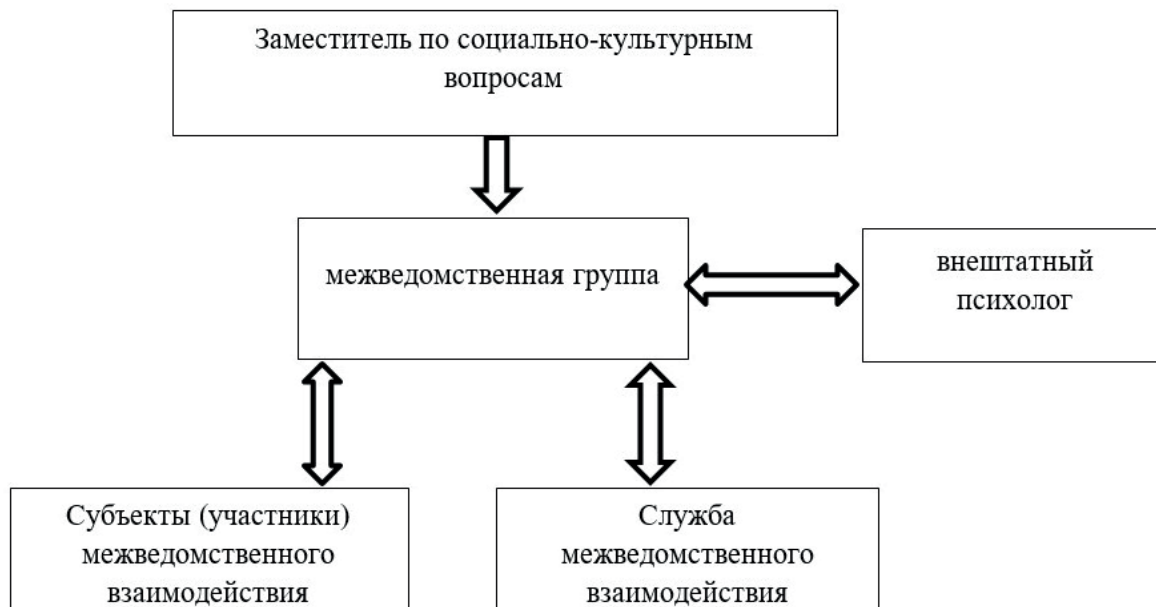 Заместитель по социально-культурным
вопросам
межведомственная группа
внештатный
психолог
Субъекты (участники)
межведомственного
взаимодействия
Служба
межведомственного
взаимодействия